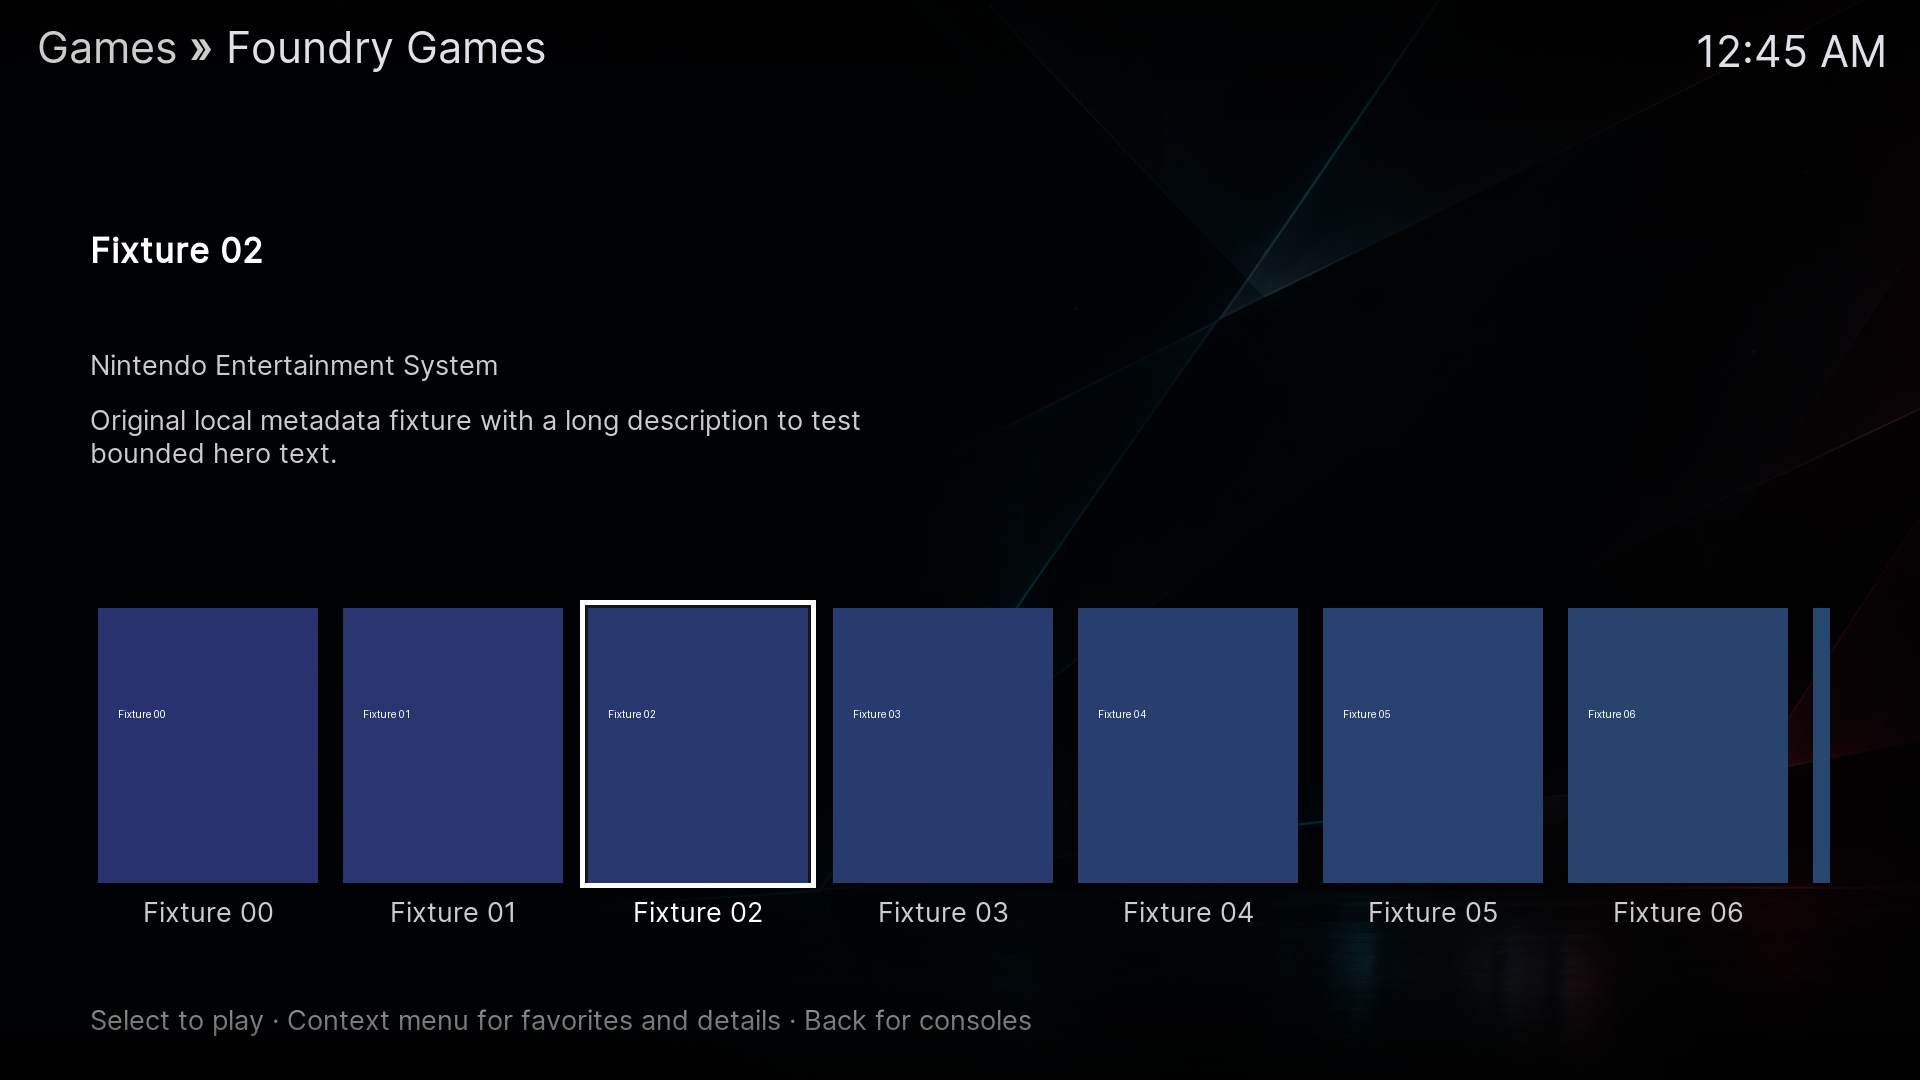 Games » Foundry Games
12:45 AM
Fixture 02
Nintendo Entertainment System
Original local metadata fixture with a long description to test
bounded hero text.
Fixture 00
Fixture 01
Fixture 02
Fixture 03
Fixture 04
Fixture 05
Fixture 06
Fixture 00
Fixture 01
Fixture 02
Fixture 03
Fixture 04
Fixture 05
Fixture 06
Select to play · Context menu for favorites and details · Back for consoles